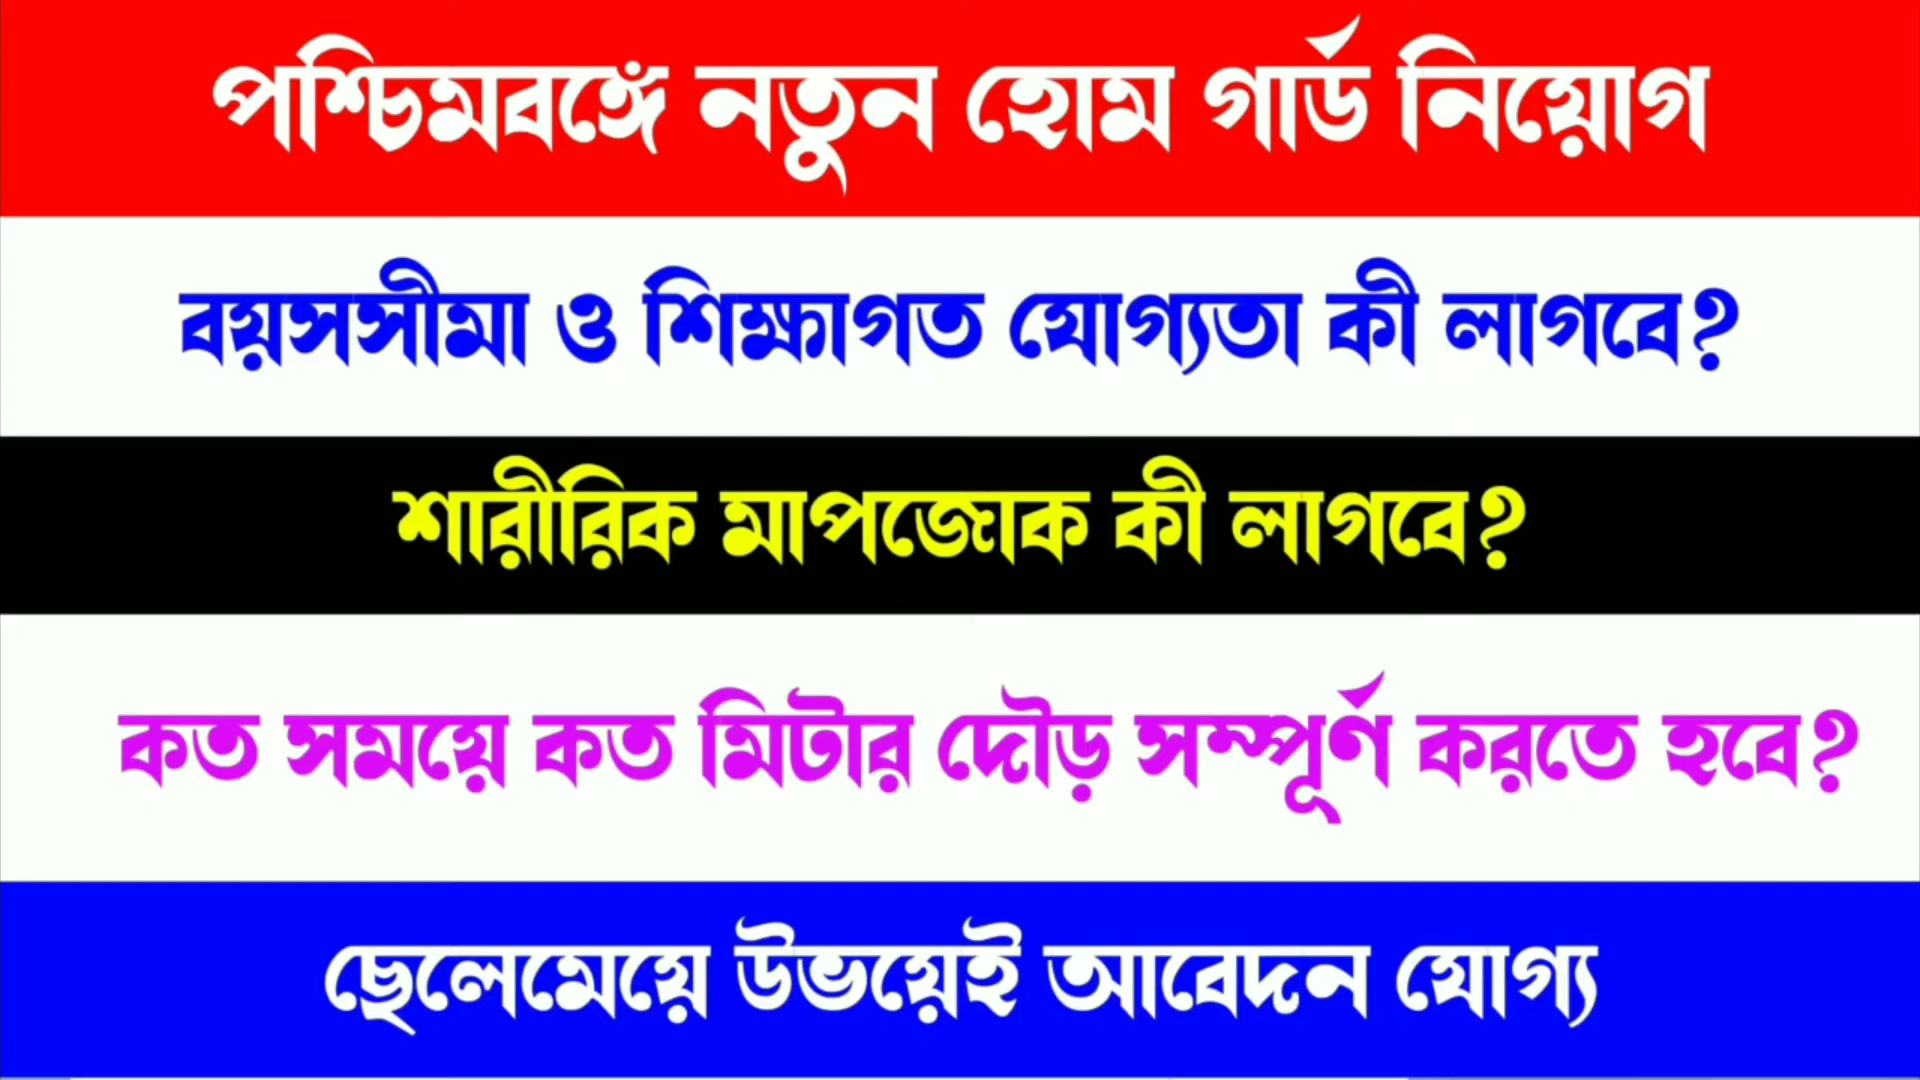 পশ্চিমবঙ্গে নতুন হোম গার্ড নিয়োগ
বয়সসীমা ও শিক্ষাগত যোগ্যতা কী লাগবে?
শারীরিক মাপজোক কী লাগবে?
কত সময়ে কত মিটার দৌড় সম্পূর্ণ করতে হবে?
ছেলেমেয়ে উভয়েই আবেদন যোগ্য